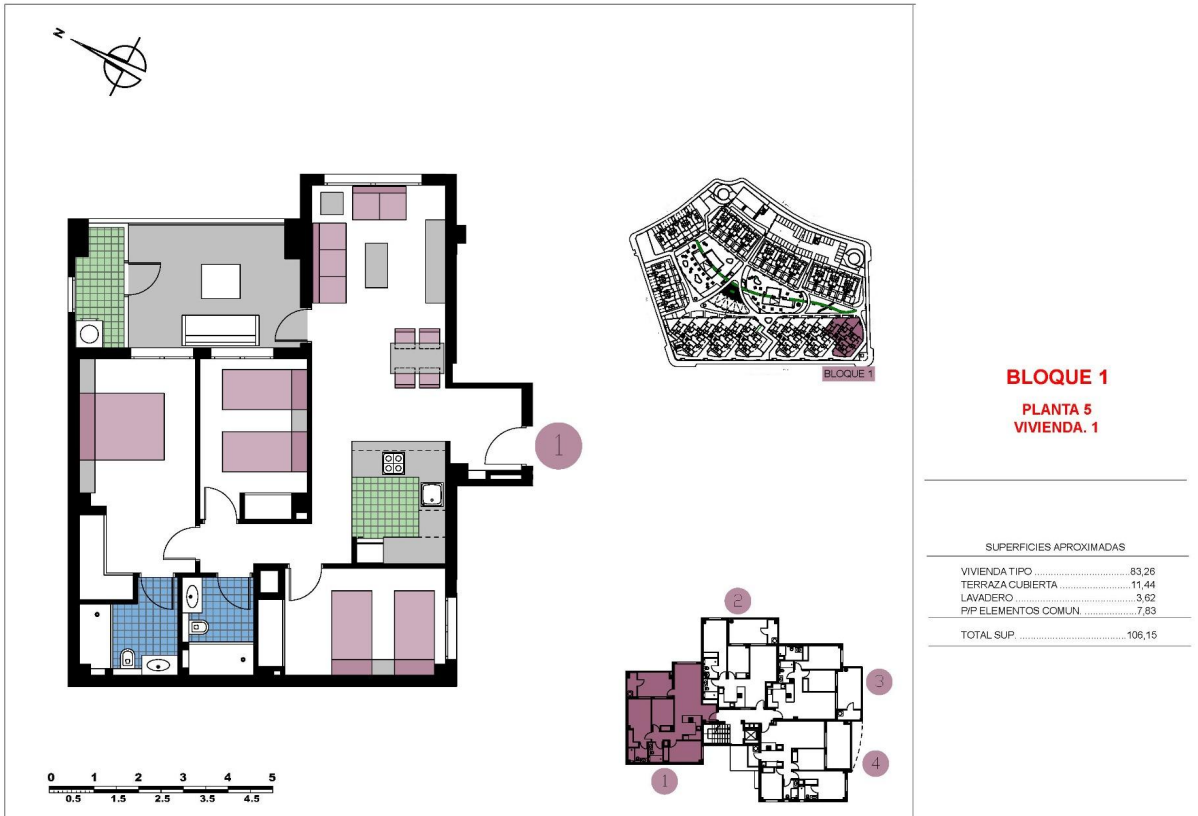 N
1
BLOQUE 1
BLOQUE 1
PLANTA 5
VIVIENDA. 1
SUPERFICIES APROXIMADAS
VIVIENDA TIPO ........................ 83,26
TERRAZA CUBIERTA ................ 11,44
LAVADERO .............................. 3,62
P/P ELEMENTOS COMUN. ........... 7,83
TOTAL SUP. ............................ 106,15
2
3
4
1
0 1 2 3 4 5
0.5 1.5 2.5 3.5 4.5